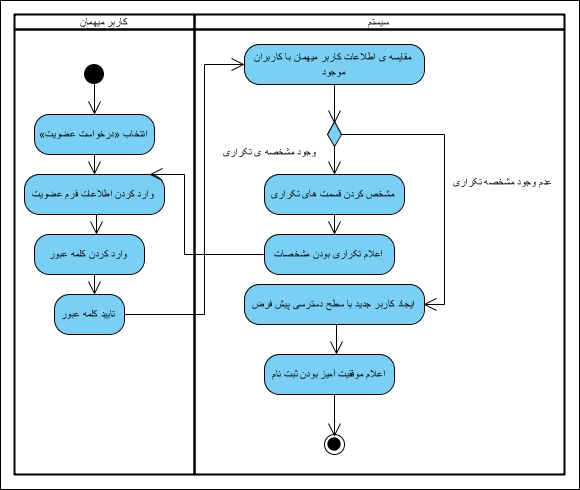 کاربر میهمان
سیستم
انتخاب «درخواست عضویت»
وارد کردن اطلاعات فرم عضویت
وارد کردن کلمه عبور
تایید کلمه عبور
مقایسه ی اطلاعات کاربر میهمان با کاربران
موجود
وجود مشخصه ی تکراری
عدم وجود مشخصه تکراری
مشخص کردن قسمت های تکراری
اعلام تکراری بودن مشخصات
ایجاد کاربر جدید با سطح دسترسی پیش فرض
اعلام موفقیت آمیز بودن ثبت نام